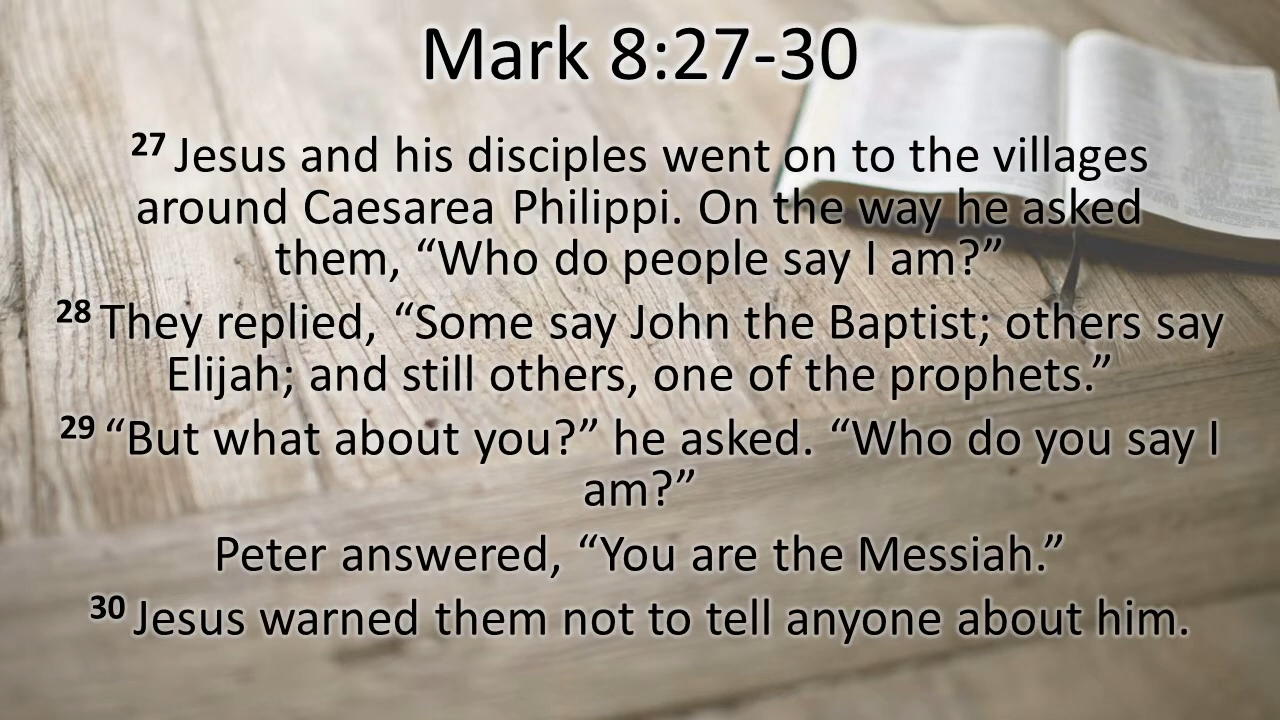 Mark 8:27-30
27 Jesus and his disciples went on to the villages
around Caesarea Philippi. On the way he asked
them, “Who do people say I am?”
28 They replied, “Some say John the Baptist; others say
Elijah; and still others, one of the prophets.”
29 “But what about you?” he asked. “Who do you say I
am?”
Peter answered, “You are the Messiah.”
30 Jesus warned them not to tell anyone about him.